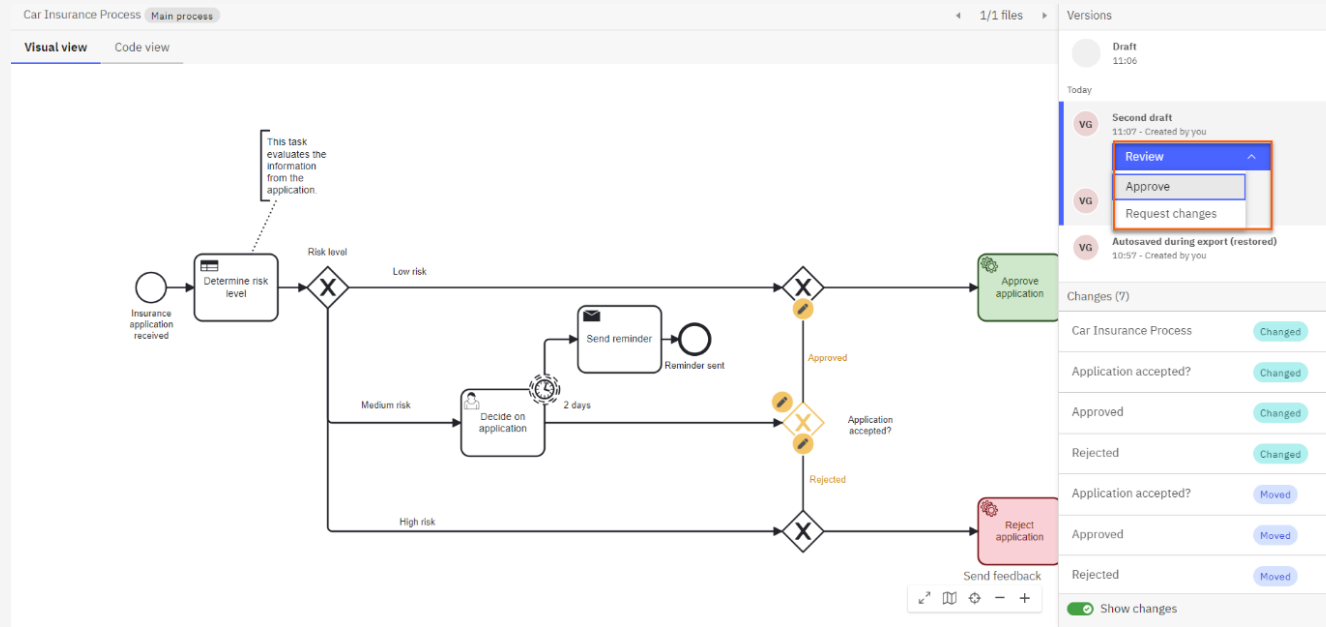 Car Insurance Process Main process
1/1 files
Versions
Visual view Code view
Draft
11:06
Today
VG
Second draft
11:07 - Created by you
Review
Approve
Request changes
VG
VG
Autosaved during export (restored)
10:57 - Created by you
Changes (7)
Car Insurance Process Changed
Application accepted? Changed
Approved Changed
Rejected Changed
Application accepted? Moved
Approved Moved
Rejected Moved
Show changes
This task
evaluates the
information
from the
application.
Risk level
Low risk
Determine risk
level
Insurance
application
received
Approve
application
Send reminder
Reminder sent
Approved
Medium risk
2 days
Decide on
application
Application
accepted?
Rejected
High risk
Reject
application
Send feedback